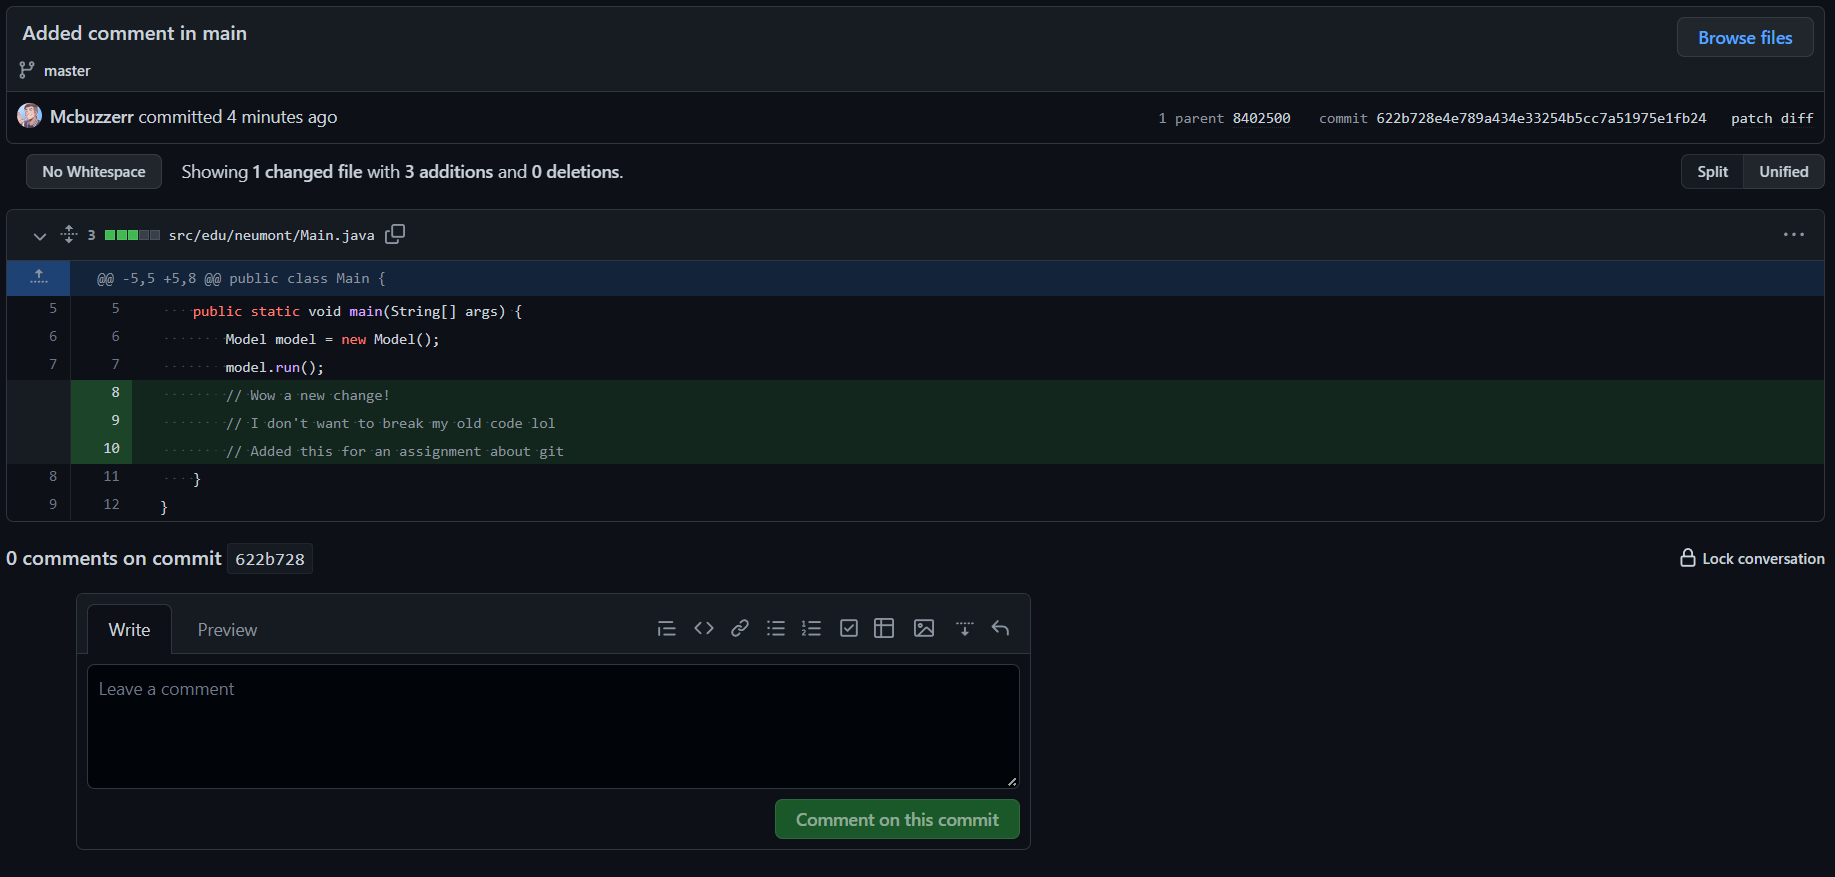 Added comment in main
Browse files
master
Mcbuzzerr committed 4 minutes ago
1 parent 8402500 commit 622b728e4e789a434e33254b5cc7a51975e1fb24 patch diff
No Whitespace Showing 1 changed file with 3 additions and 0 deletions.
Split Unified
3 src/edu/neumont/Main.java
@@ -5,5 +5,8 @@ public class Main {
5 5 public static void main(String[] args) {
6 6 Model model = new Model();
7 7 model.run();
8 // Wow a new change!
9 // I don't want to break my old code lol
10 // Added this for an assignment about git
8 11 }
9 12 }
0 comments on commit 622b728
Lock conversation
Write Preview
Leave a comment
Comment on this commit